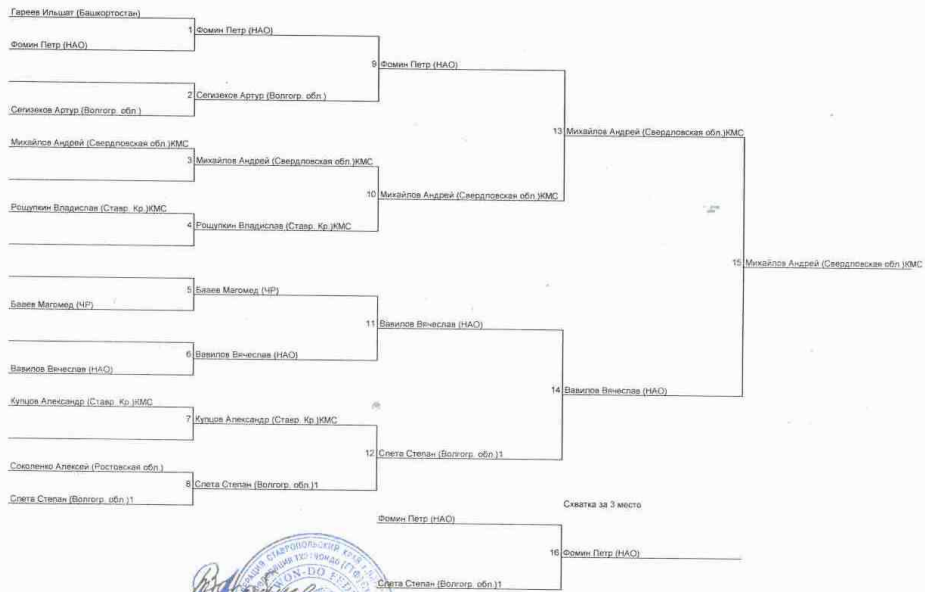 Гареев Ильшат (Башкортостан)
1 Фомин Петр (НАО)
Фомин Петр (НАО)
9 Фомин Петр (НАО)
2 Сегизеков Артур (Волгогр. обл.)
Сегизеков Артур (Волгогр. обл.)
13 Михайлов Андрей (Свердловская обл.)КМС
Михайлов Андрей (Свердловская обл.)КМС
3 Михайлов Андрей (Свердловская обл.)КМС
10 Михайлов Андрей (Свердловская обл.)КМС
Рощупкин Владислав (Ставр. Кр.)КМС
4 Рощупкин Владислав (Ставр. Кр.)КМС
15 Михайлов Андрей (Свердловская обл.)КМС
5 Базев Магомед (ЧР)
Базев Магомед (ЧР)
11 Вавилов Вячеслав (НАО)
6 Вавилов Вячеслав (НАО)
Вавилов Вячеслав (НАО)
14 Вавилов Вячеслав (НАО)
Купцов Александр (Ставр. Кр.)КМС
7 Купцов Александр (Ставр. Кр.)КМС
12 Слета Степан (Волгогр. обл.)1
Соколенко Алексей (Ростовская обл.)
8 Слета Степан (Волгогр. обл.)1
Слета Степан (Волгогр. обл.)1
Схватка за 3 место
Фомин Петр (НАО)
16 Фомин Петр (НАО)
Слета Степан (Волгогр. обл.)1
СТАВРОПОЛЬСКИЙ КРАЯ
WON-DO